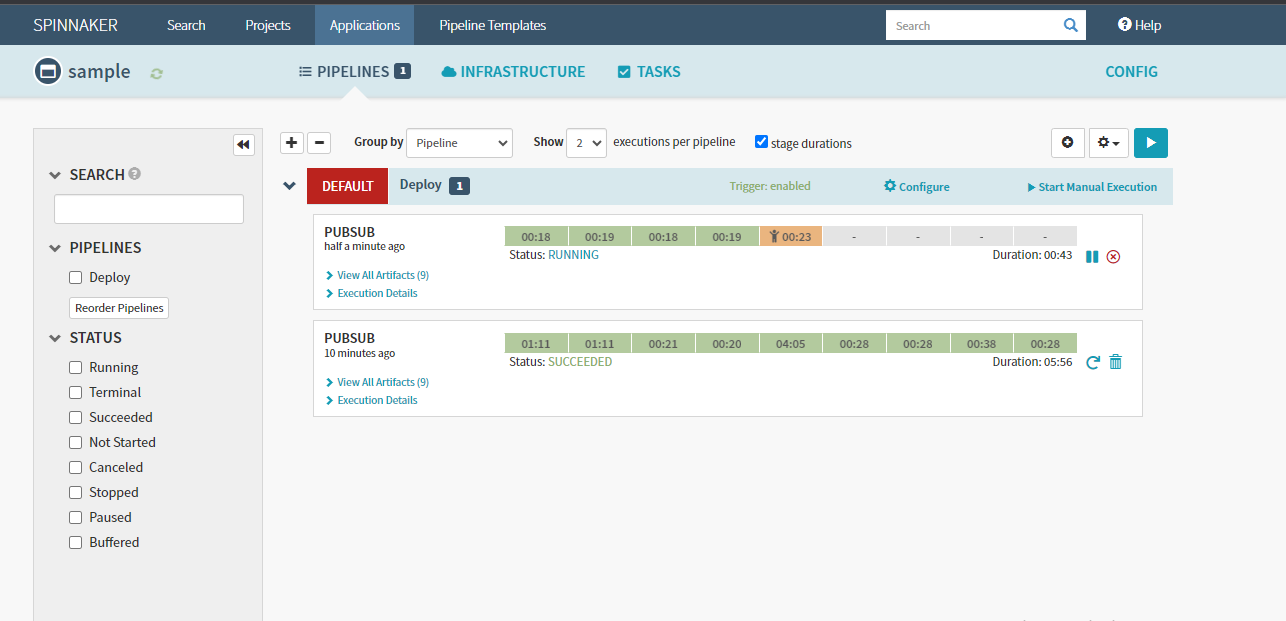 SPINNAKER Search Projects Applications Pipeline Templates Search Help
sample PIPELINES 1 INFRASTRUCTURE TASKS CONFIG
SEARCH
PIPELINES
Deploy
Reorder Pipelines
STATUS
Running
Terminal
Succeeded
Not Started
Canceled
Stopped
Paused
Buffered
Group by Pipeline Show 2 executions per pipeline stage durations
DEFAULT Deploy 1 Trigger: enabled Configure Start Manual Execution
PUBSUB
half a minute ago
00:18 00:19 00:18 00:19 00:23 - - - -
Status: RUNNING Duration: 00:43
View All Artifacts (9)
Execution Details
PUBSUB
10 minutes ago
01:11 01:11 00:21 00:20 04:05 00:28 00:28 00:38 00:28
Status: SUCCEEDED Duration: 05:56
View All Artifacts (9)
Execution Details